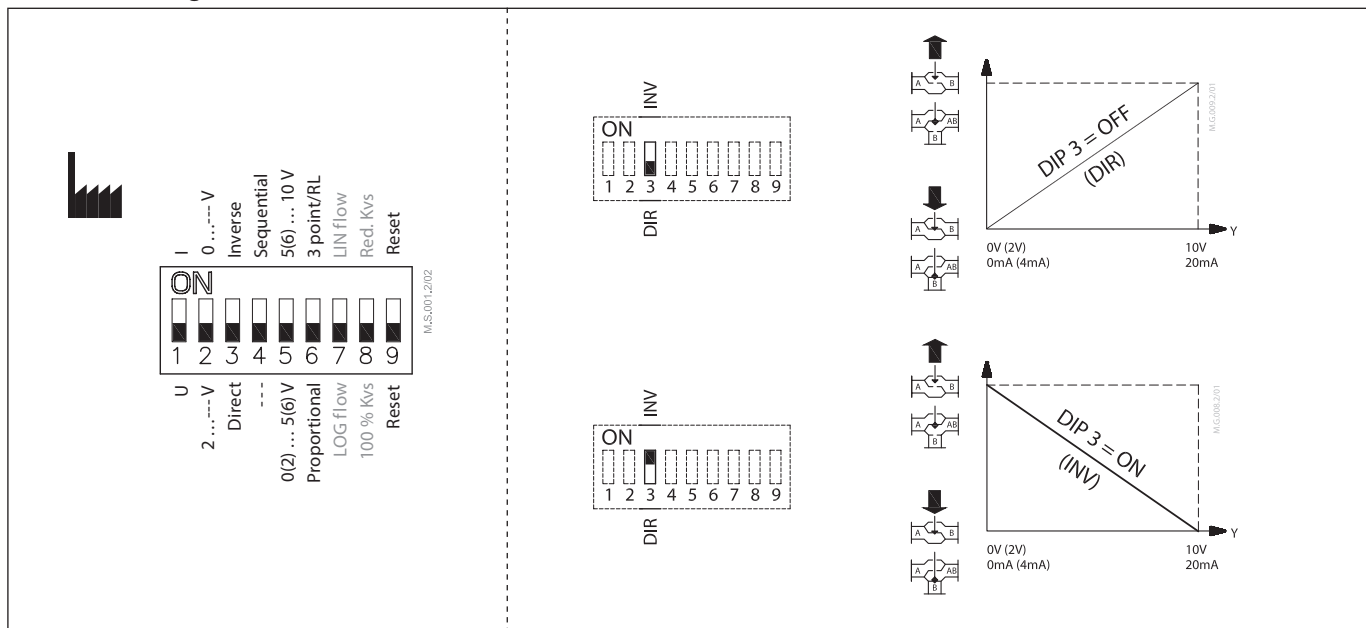 I
0 ...--- V
Inverse
Sequential
5(6) ... 10 V
3 point/RL
LIN flow
Red. Kvs
Reset
ON
1 2 3 4 5 6 7 8 9
U
2 ...--- V
Direct
----
0(2) ... 5(6) V
Proportional
LOG flow
100 % Kvs
Reset
M.S.001.2/02
INV
ON
1 2 3 4 5 6 7 8 9
DIR
A B
A AB
B
A B
A AB
B
DIP 3 = OFF
(DIR)
Y
0V (2V) 10V
0mA (4mA) 20mA
M.G.009.2/01
INV
ON
1 2 3 4 5 6 7 8 9
DIR
A B
A AB
B
A B
A AB
B
DIP 3 = ON
(INV)
Y
0V (2V) 10V
0mA (4mA) 20mA
M.G.008.2/01